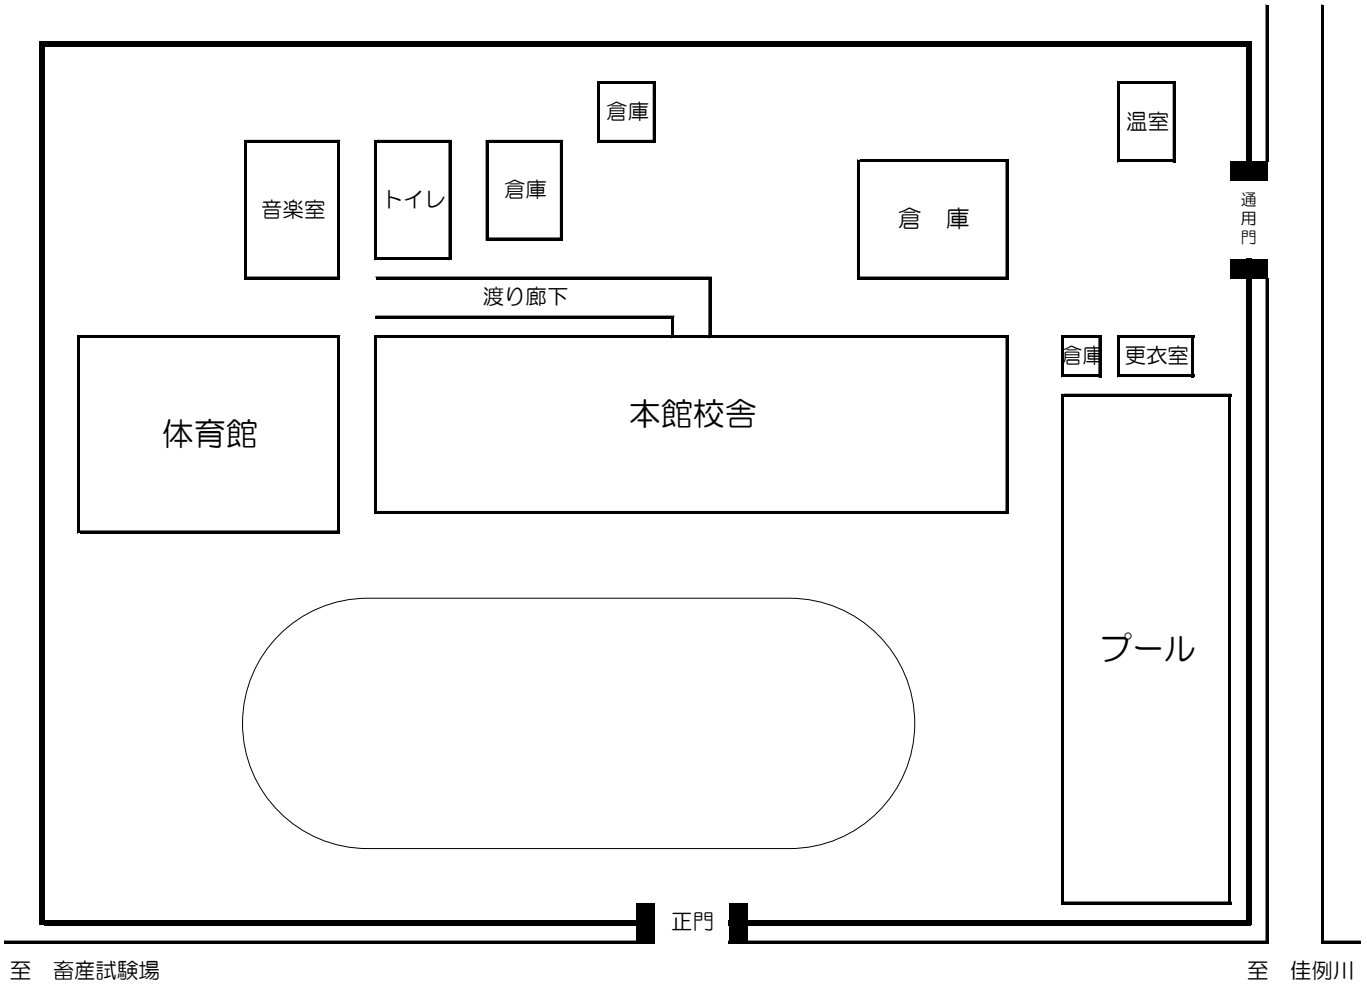 倉庫
温室
音楽室
トイレ
倉庫
倉　庫
通用門
渡り廊下
倉庫
更衣室
体育館
本館校舎
プール
正門
至　畜産試験場
至　佳例川